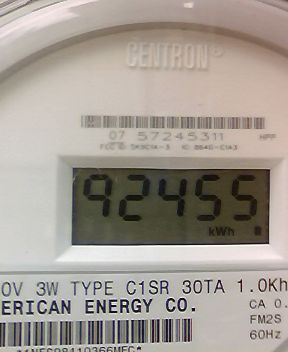 CENTRON®
07 57245311 HPP
92455
kWh
0V 3W TYPE C1SR 30TA 1.0Kh
ERICAN ENERGY CO. CA 0.
FM2S
60Hz